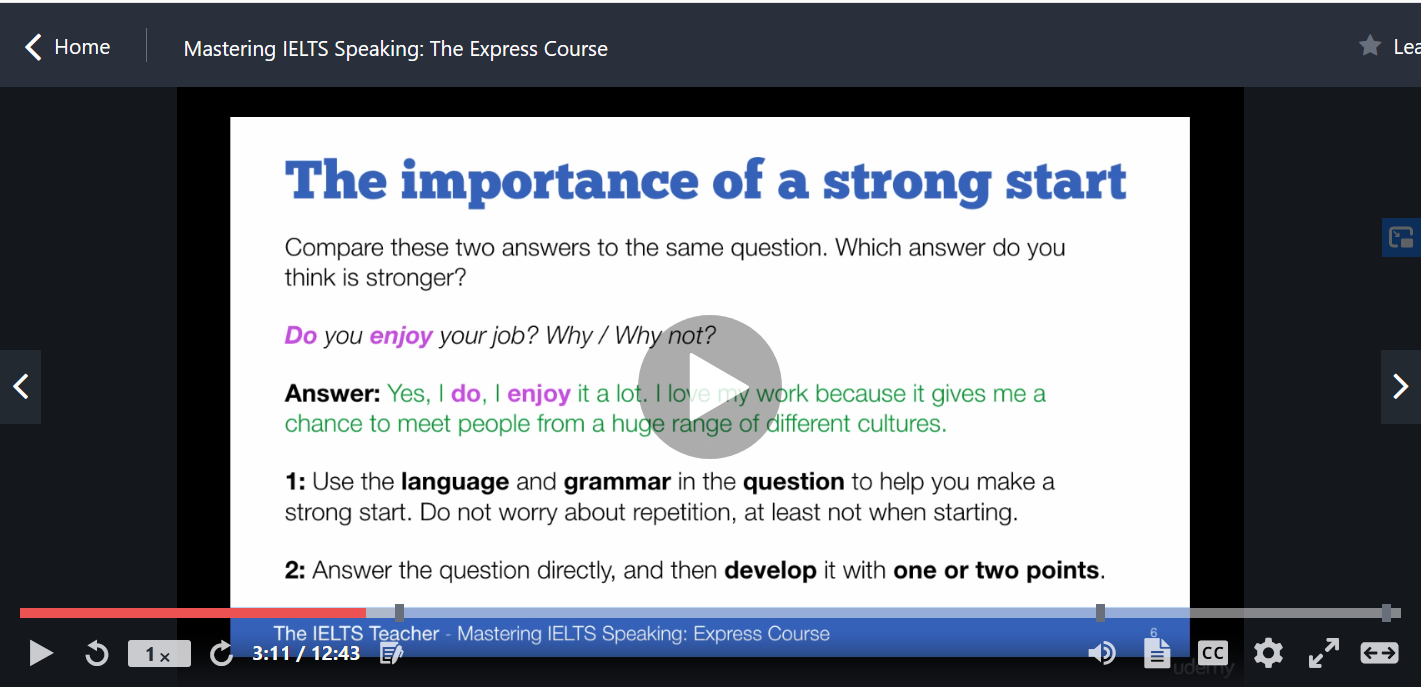 Home
Mastering IELTS Speaking: The Express Course
The importance of a strong start
Compare these two answers to the same question. Which answer do you
think is stronger?
Do you enjoy your job? Why / Why not?
Answer: Yes, I do, I enjoy it a lot. I love my work because it gives me a
chance to meet people from a huge range of different cultures.
1: Use the language and grammar in the question to help you make a
strong start. Do not worry about repetition, at least not when starting.
2: Answer the question directly, and then develop it with one or two points.
The IELTS Teacher - Mastering IELTS Speaking: Express Course
6
1 x
3:11 / 12:43
CC
udemy